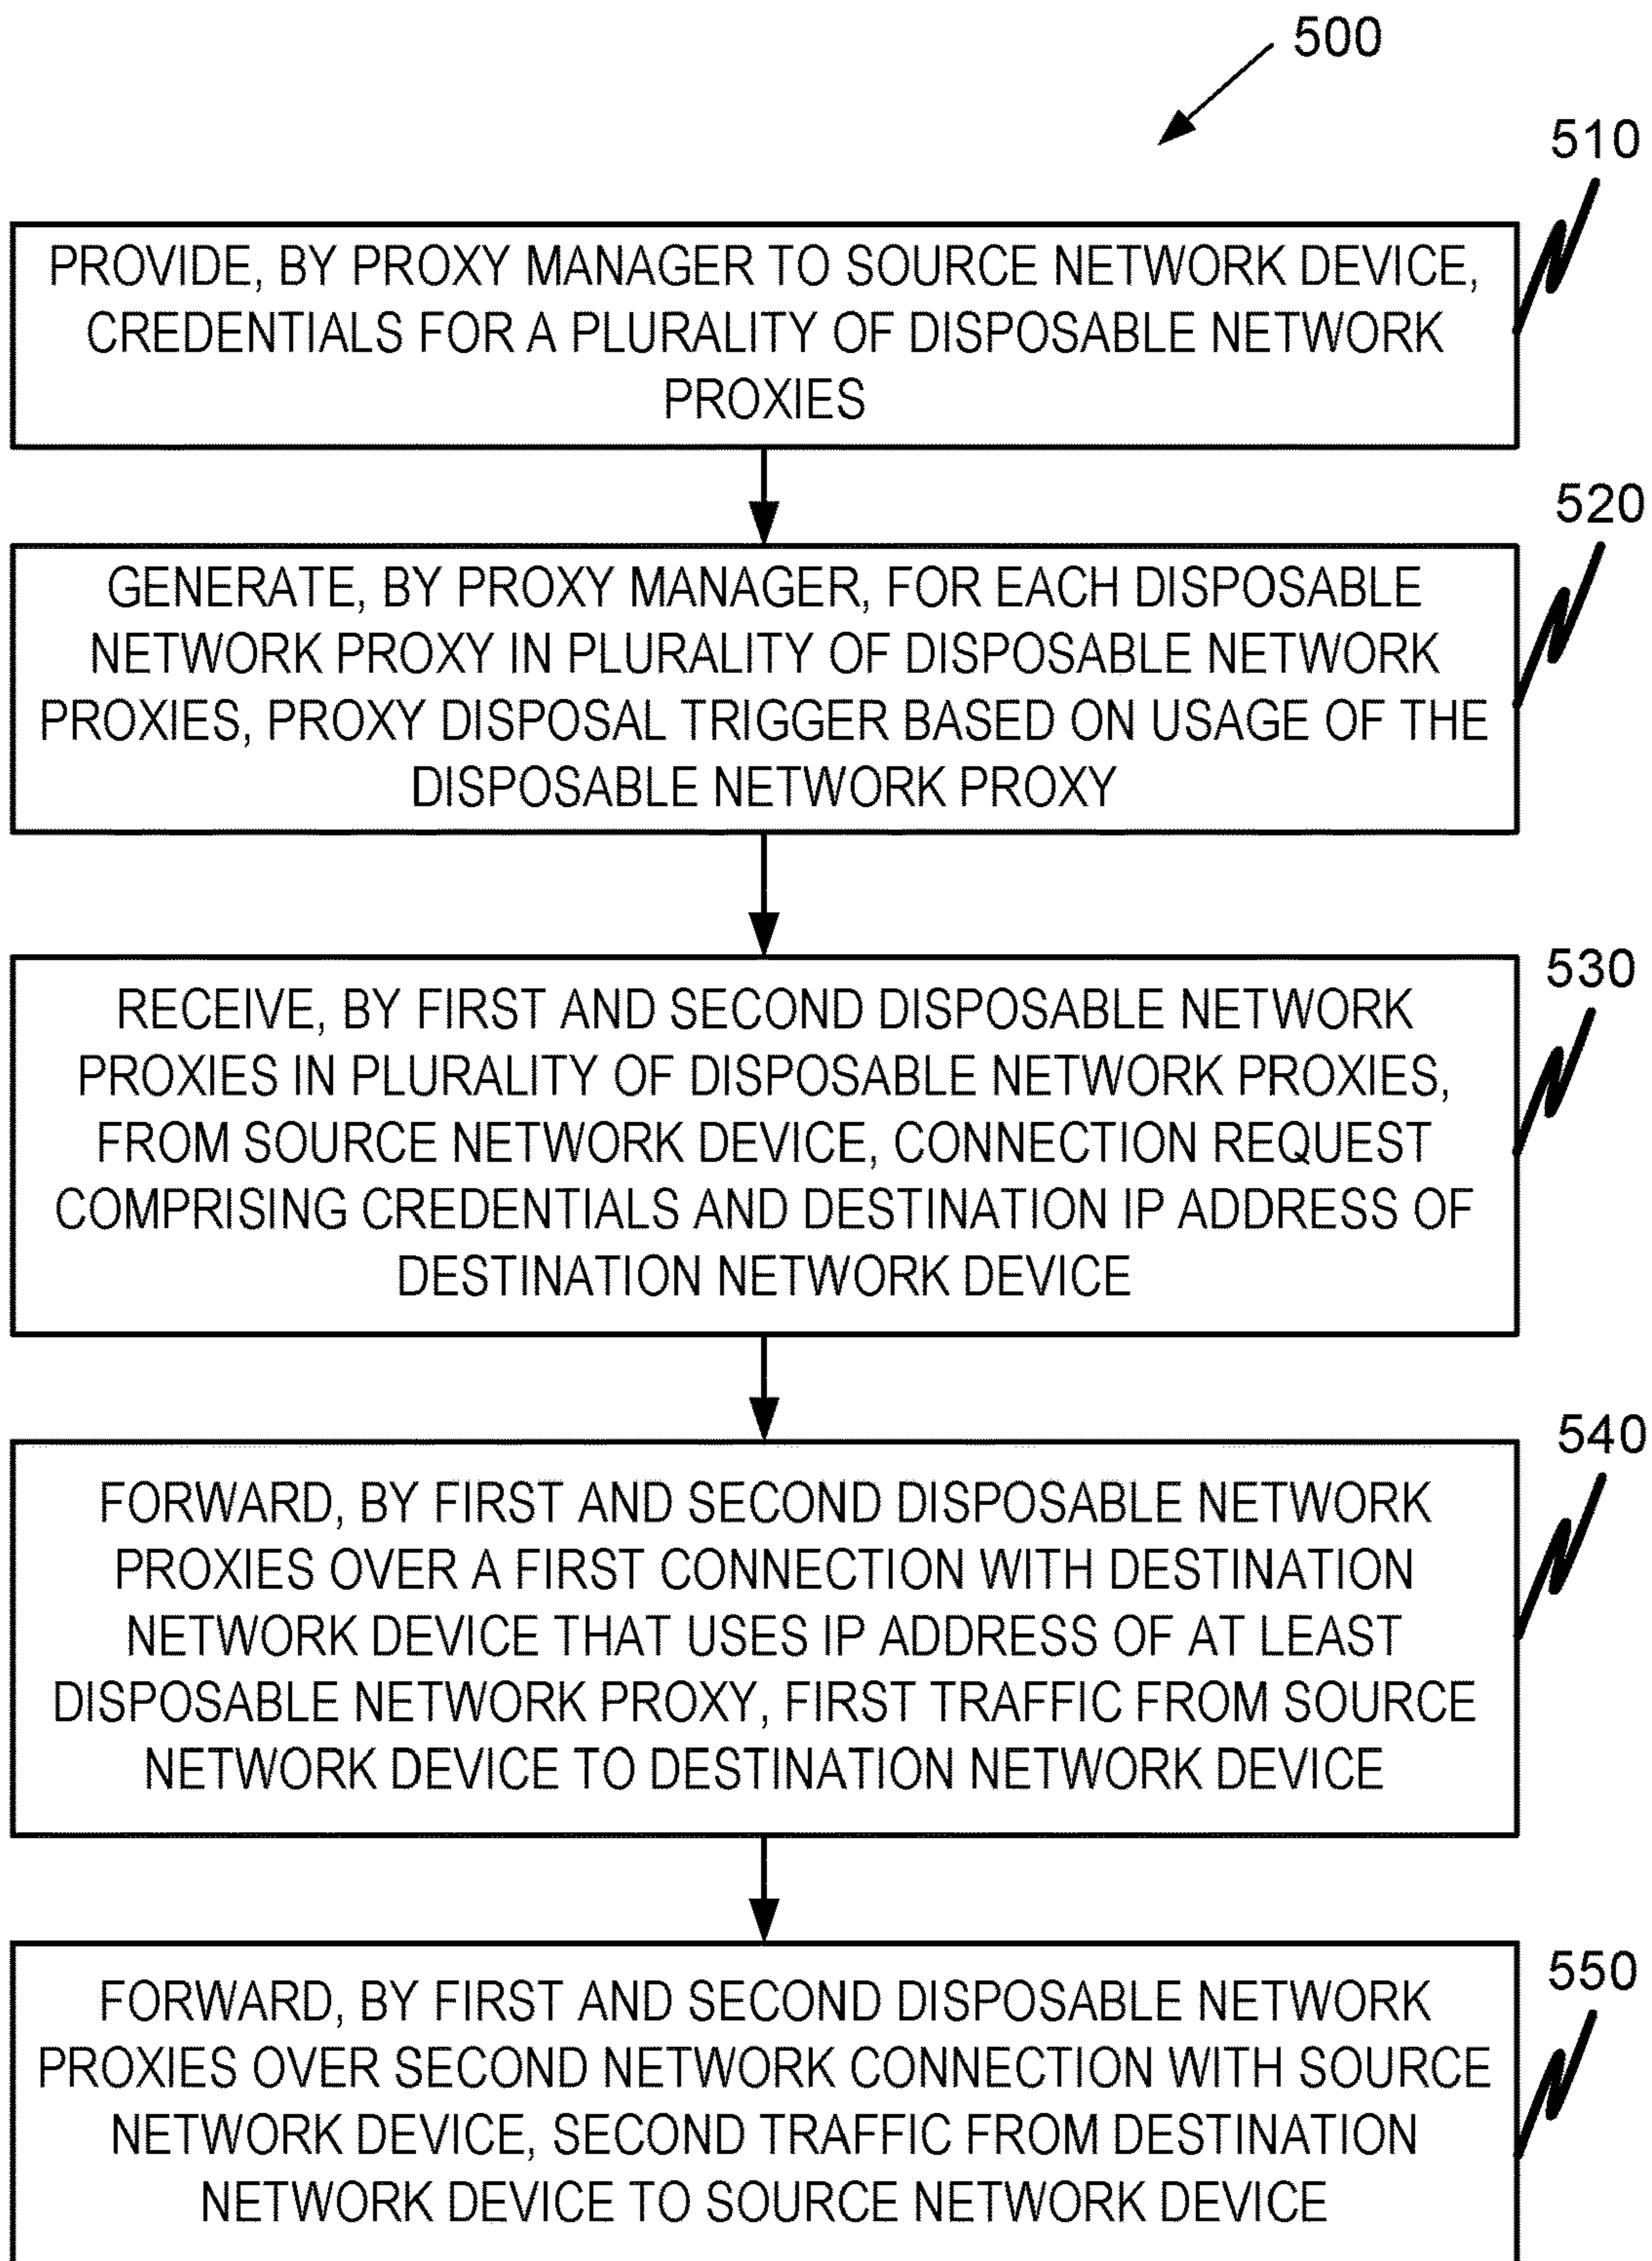 500
510
PROVIDE, BY PROXY MANAGER TO SOURCE NETWORK DEVICE,
CREDENTIALS FOR A PLURALITY OF DISPOSABLE NETWORK
PROXIES
520
GENERATE, BY PROXY MANAGER, FOR EACH DISPOSABLE
NETWORK PROXY IN PLURALITY OF DISPOSABLE NETWORK
PROXIES, PROXY DISPOSAL TRIGGER BASED ON USAGE OF THE
DISPOSABLE NETWORK PROXY
530
RECEIVE, BY FIRST AND SECOND DISPOSABLE NETWORK
PROXIES IN PLURALITY OF DISPOSABLE NETWORK PROXIES,
FROM SOURCE NETWORK DEVICE, CONNECTION REQUEST
COMPRISING CREDENTIALS AND DESTINATION IP ADDRESS OF
DESTINATION NETWORK DEVICE
540
FORWARD, BY FIRST AND SECOND DISPOSABLE NETWORK
PROXIES OVER A FIRST CONNECTION WITH DESTINATION
NETWORK DEVICE THAT USES IP ADDRESS OF AT LEAST
DISPOSABLE NETWORK PROXY, FIRST TRAFFIC FROM SOURCE
NETWORK DEVICE TO DESTINATION NETWORK DEVICE
550
FORWARD, BY FIRST AND SECOND DISPOSABLE NETWORK
PROXIES OVER SECOND NETWORK CONNECTION WITH SOURCE
NETWORK DEVICE, SECOND TRAFFIC FROM DESTINATION
NETWORK DEVICE TO SOURCE NETWORK DEVICE